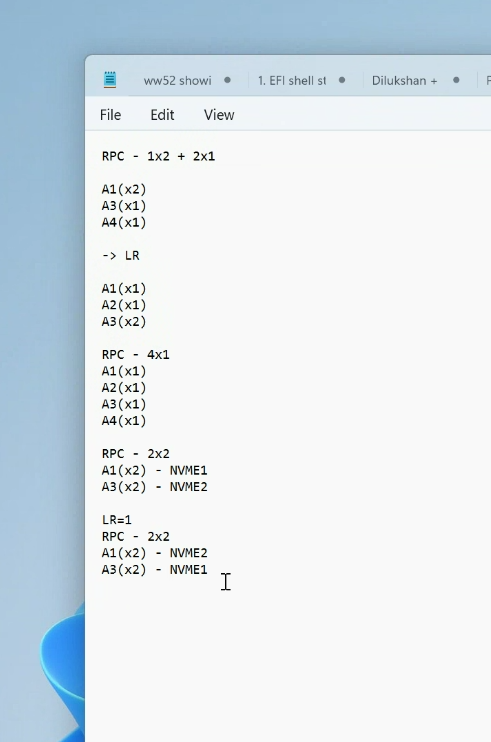 ww52 showi
1. EFI shell st
Dilukshan +
File
Edit
View
RPC - 1x2 + 2x1
A1(x2)
A3(x1)
A4(x1)
-> LR
A1(x1)
A2(x1)
A3(x2)
RPC - 4x1
A1(x1)
A2(x1)
A3(x1)
A4(x1)
RPC - 2x2
A1(x2) - NVME1
A3(x2) - NVME2
LR=1
RPC - 2x2
A1(x2) - NVME2
A3(x2) - NVME1